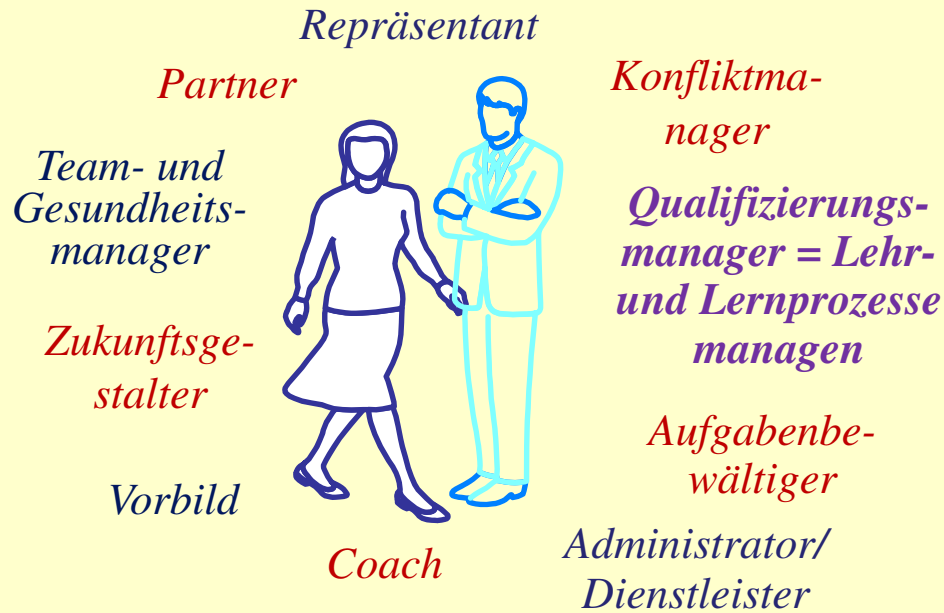 Repräsentant
Partner
Konfliktma-
nager
Team- und
Gesundheits-
manager
Qualifizierungs-
manager = Lehr-
und Lernprozesse
managen
Zukunftsge-
stalter
Aufgabenbe-
wältiger
Vorbild
Coach
Administrator/
Dienstleister